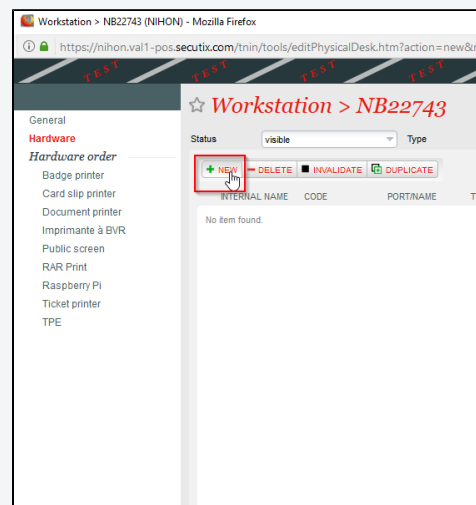 Workstation > NB22743 (NIHON) - Mozilla Firefox
https://nihon.val1-pos.secutix.com/tnin/tools/editPhysicalDesk.htm?action=new&r
TEST TEST TEST TEST
Workstation > NB22743
General
Hardware
Hardware order
Badge printer
Card slip printer
Document printer
Imprimante à BVR
Public screen
RAR Print
Raspberry Pi
Ticket printer
TPE
Status visible Type
NEW DELETE INVALIDATE DUPLICATE
INTERNAL NAME CODE PORT/NAME T
No item found.